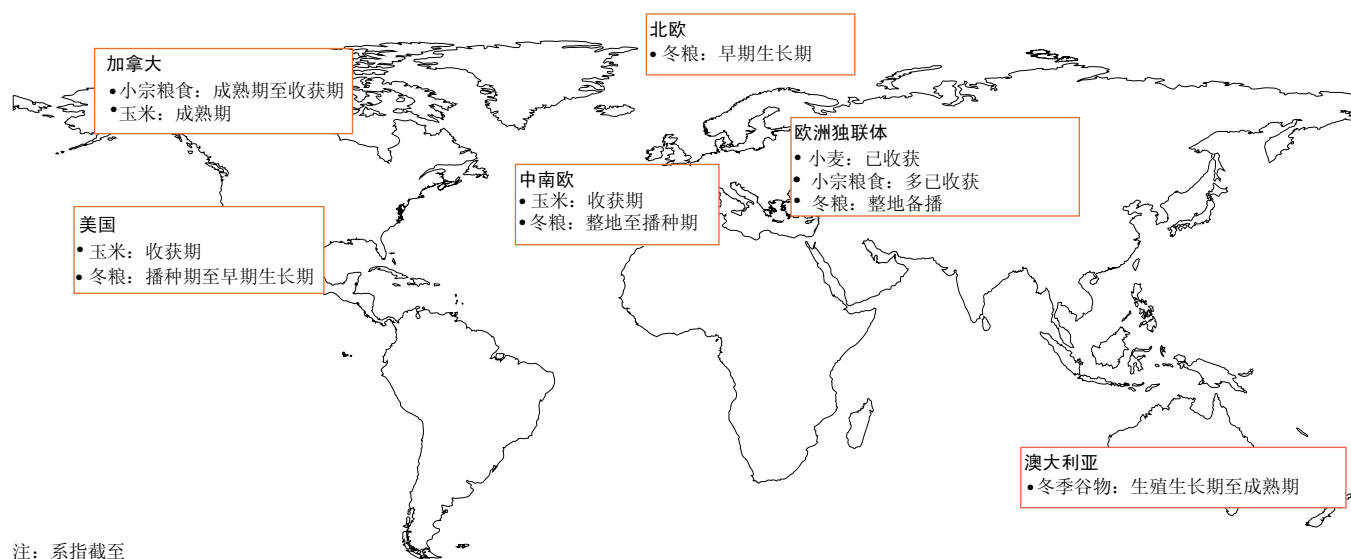 北欧
• 冬粮：早期生长期
加拿大
• 小宗粮食：成熟期至收获期
• 玉米：成熟期
欧洲独联体
• 小麦：已收获
• 小宗粮食：多已收获
• 冬粮：整地备播
中南欧
• 玉米：收获期
• 冬粮：整地至播种期
美国
• 玉米：收获期
• 冬粮：播种期至早期生长期
澳大利亚
• 冬季谷物：生殖生长期至成熟期
注：系指截至